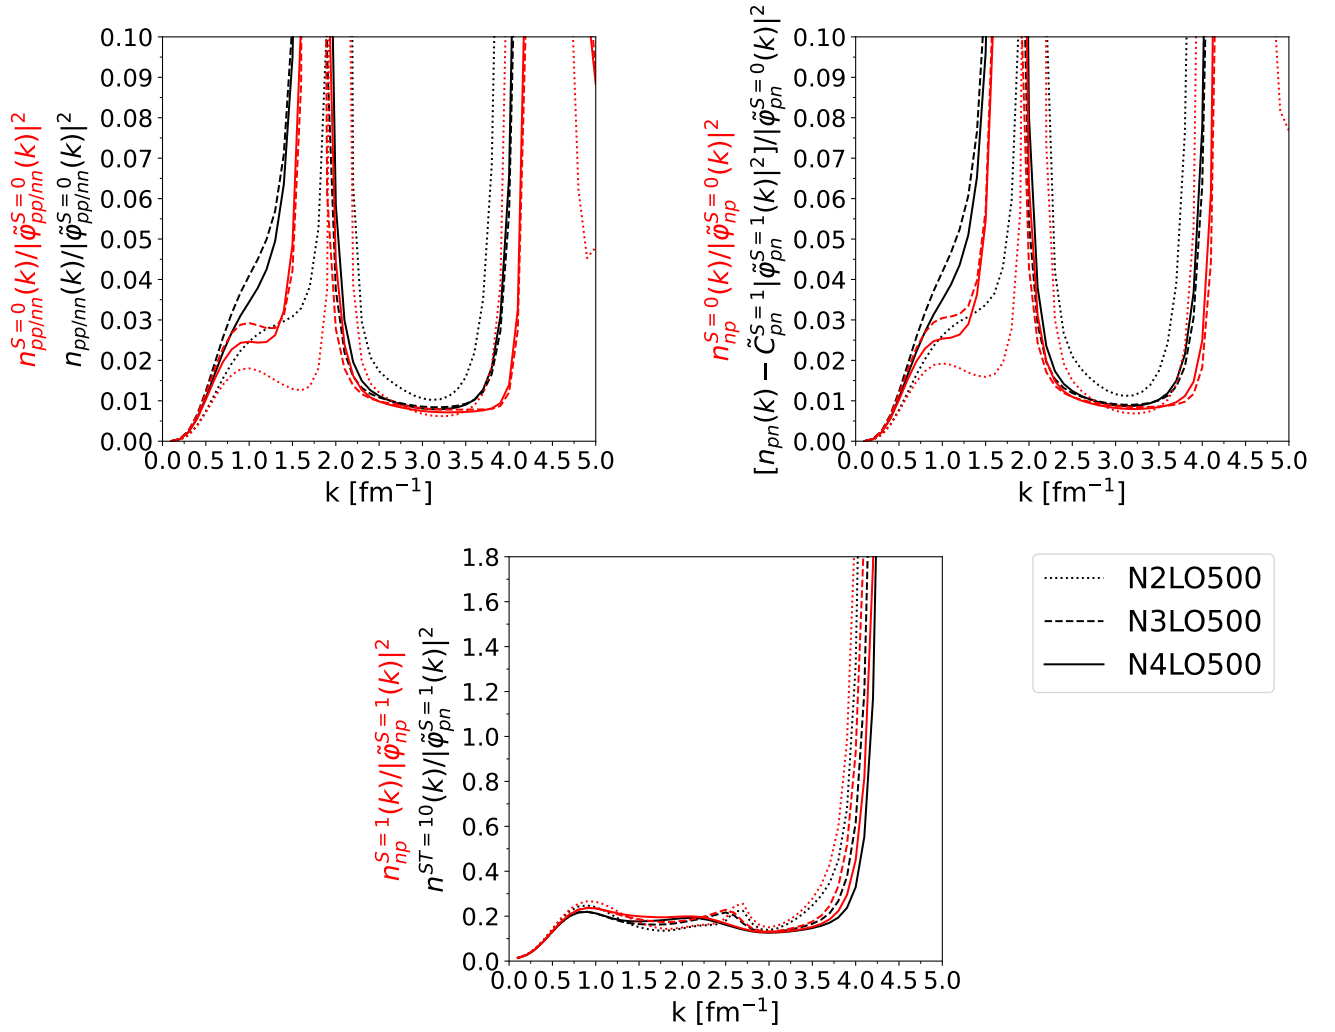 n_{pp/nn}^{S=0}(k)/|φ̃_{pp/nn}^{S=0}(k)|^2
n_{pp/nn}(k)/|φ̃_{pp/nn}^{S=0}(k)|^2
0.10
0.09
0.08
0.07
0.06
0.05
0.04
0.03
0.02
0.01
0.00
0.0 0.5 1.0 1.5 2.0 2.5 3.0 3.5 4.0 4.5 5.0
k [fm^{−1}]
n_{np}^{S=0}(k)/|φ̃_{np}^{S=0}(k)|^2
[n_{pn}(k) − C̃_{pn}^{S=1}|φ̃_{pn}^{S=1}(k)|^2]/|φ̃_{pn}^{S=0}(k)|^2
0.10
0.09
0.08
0.07
0.06
0.05
0.04
0.03
0.02
0.01
0.00
0.0 0.5 1.0 1.5 2.0 2.5 3.0 3.5 4.0 4.5 5.0
k [fm^{−1}]
n_{np}^{S=1}(k)/|φ̃_{np}^{S=1}(k)|^2
n^{ST=10}(k)/|φ̃_{pn}^{S=1}(k)|^2
1.8
1.6
1.4
1.2
1.0
0.8
0.6
0.4
0.2
0.0
0.0 0.5 1.0 1.5 2.0 2.5 3.0 3.5 4.0 4.5 5.0
k [fm^{−1}]
N2LO500
N3LO500
N4LO500